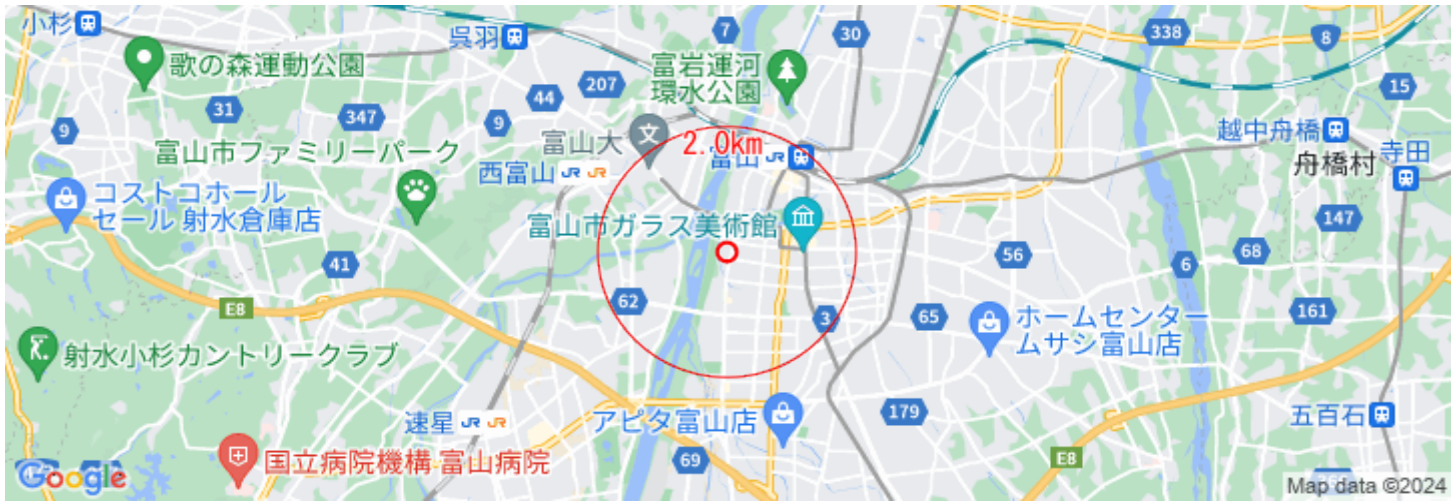 小杉
呉羽
7
30
338
8
歌の森運動公園
富岩運河
環水公園
15
31
347
44
207
9
9
富山大
2.0km
富山
JR
越中舟橋
寺田
舟橋村
富山市ファミリーパーク
西富山
JR
JR
コストコホール
セール 射水倉庫店
富山市ガラス美術館
147
41
56
68
6
E8
62
3
65
161
ホームセンター
ムサシ富山店
射水小杉カントリークラブ
速星
JR
JR
アピタ富山店
179
五百石
国立病院機構 富山病院
69
E8
Google
Map data ©2024